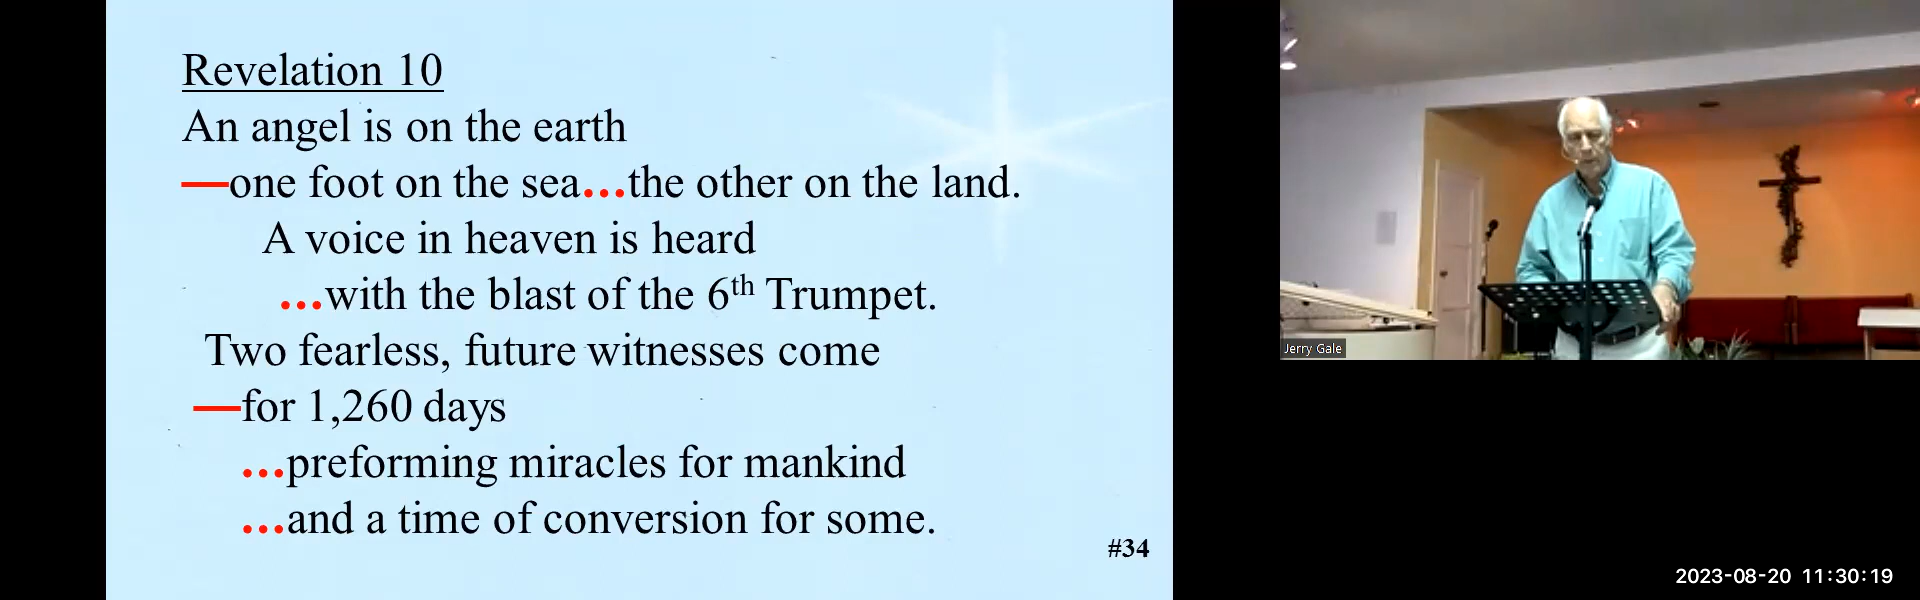 Revelation 10
An angel is on the earth
—one foot on the sea...the other on the land.
A voice in heaven is heard
...with the blast of the 6th Trumpet.
Two fearless, future witnesses come
—for 1,260 days
...preforming miracles for mankind
...and a time of conversion for some.
#34
Jerry Gale
2023-08-20 11:30:19